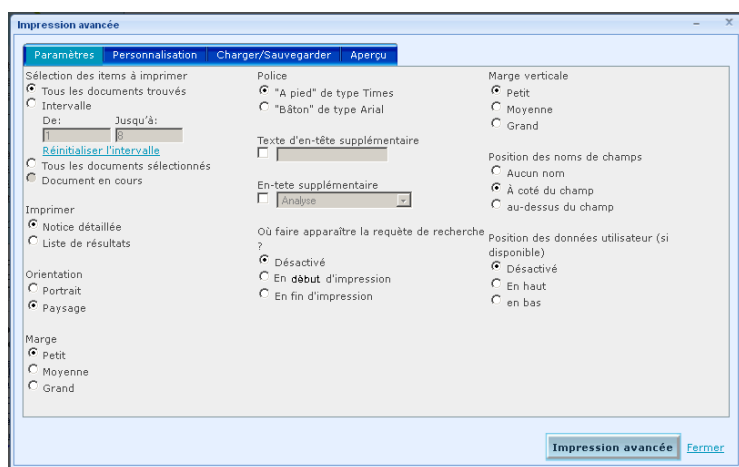 Impression avancée
Paramètres Personnalisation Charger/Sauvegarder Aperçu
Sélection des items à imprimer
Tous les documents trouvés
Intervalle
De: Jusqu'à:
1 8
Réinitialiser l'intervalle
Tous les documents sélectionnés
Document en cours
Imprimer
Notice détaillée
Liste de résultats
Orientation
Portrait
Paysage
Marge
Petit
Moyenne
Grand
Police
"A pied" de type Times
"Bâton" de type Arial
Texte d'en-tête supplémentaire
En-tete supplémentaire
Analyse
Où faire apparaître la requète de recherche
?
Désactivé
En début d'impression
En fin d'impression
Marge verticale
Petit
Moyenne
Grand
Position des noms de champs
Aucun nom
À coté du champ
au-dessus du champ
Position des données utilisateur (si
disponible)
Désactivé
En haut
en bas
Impression avancée Fermer